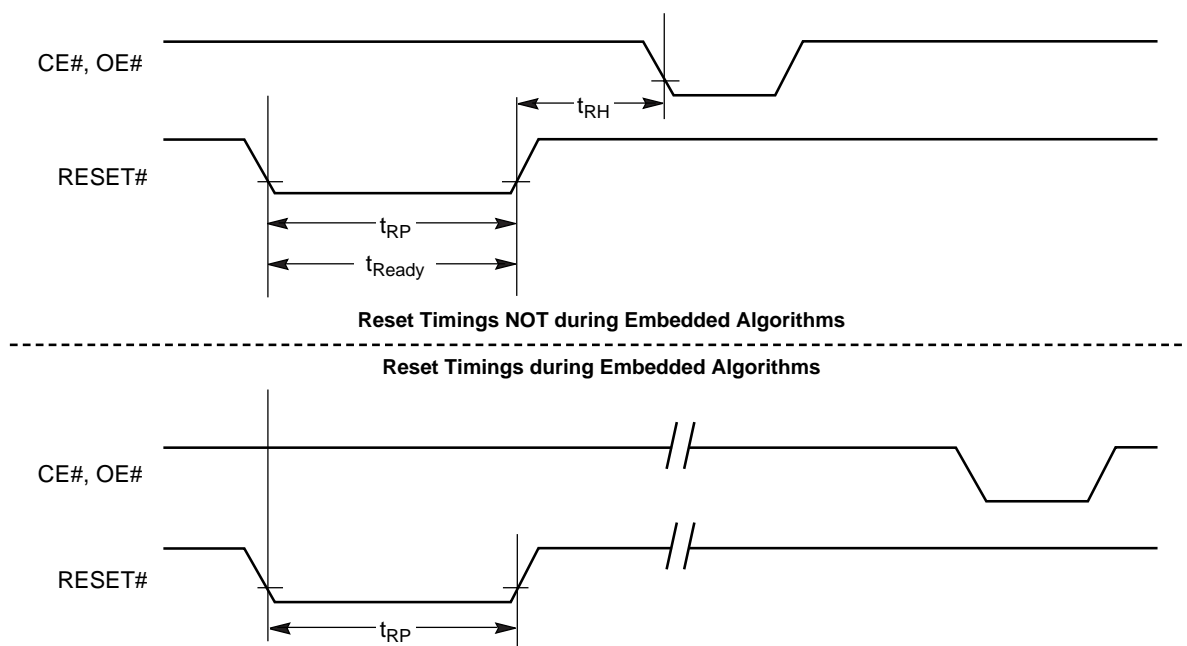 CE#, OE#
tRH
RESET#
tRP
tReady
Reset Timings NOT during Embedded Algorithms
Reset Timings during Embedded Algorithms
CE#, OE#
RESET#
tRP